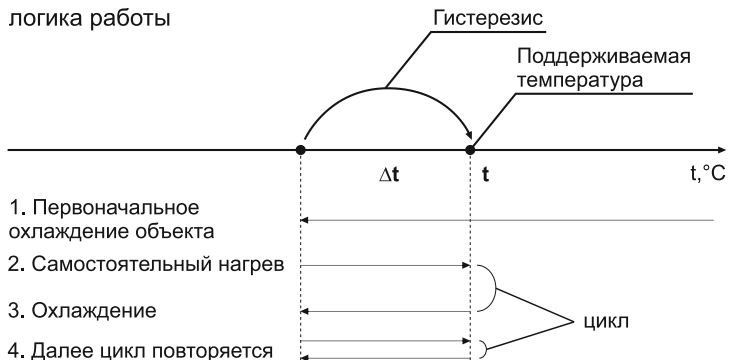 логика работы
Гистерезис
Поддерживаемая
температура
Δt
t
t,°C
1. Первоначальное
охлаждение объекта
2. Самостоятельный нагрев
3. Охлаждение
цикл
4. Далее цикл повторяется